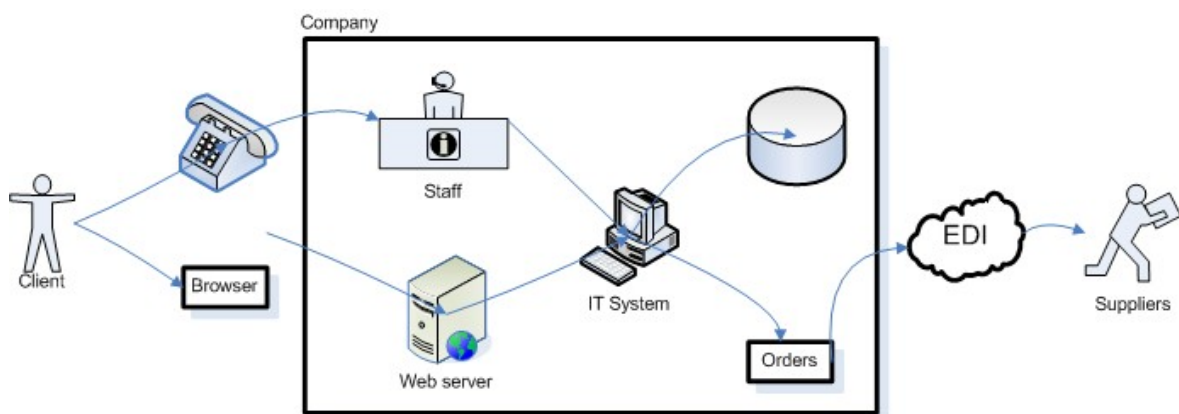 Company
Staff
Client
Browser
Web server
IT System
Orders
EDI
Suppliers